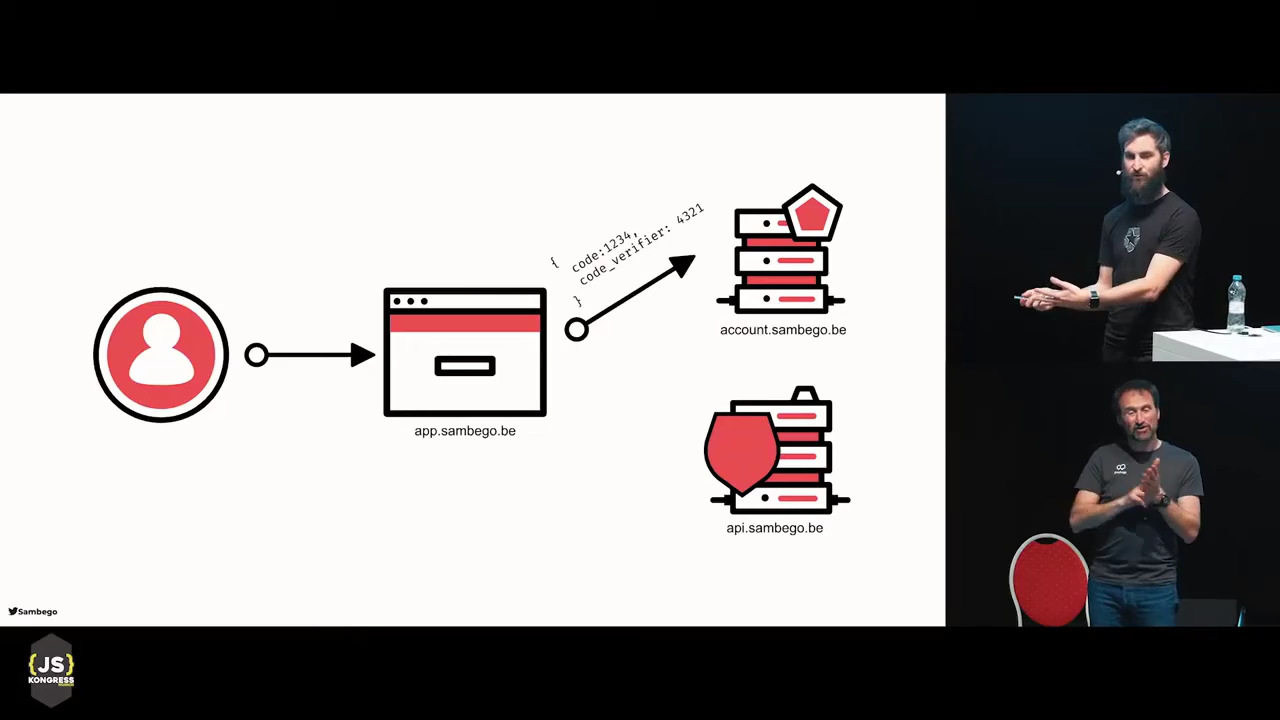 {
code:1234,
code_verifier: 4321
}
account.sambego.be
app.sambego.be
api.sambego.be
Sambego
{JS}
KONGRESS